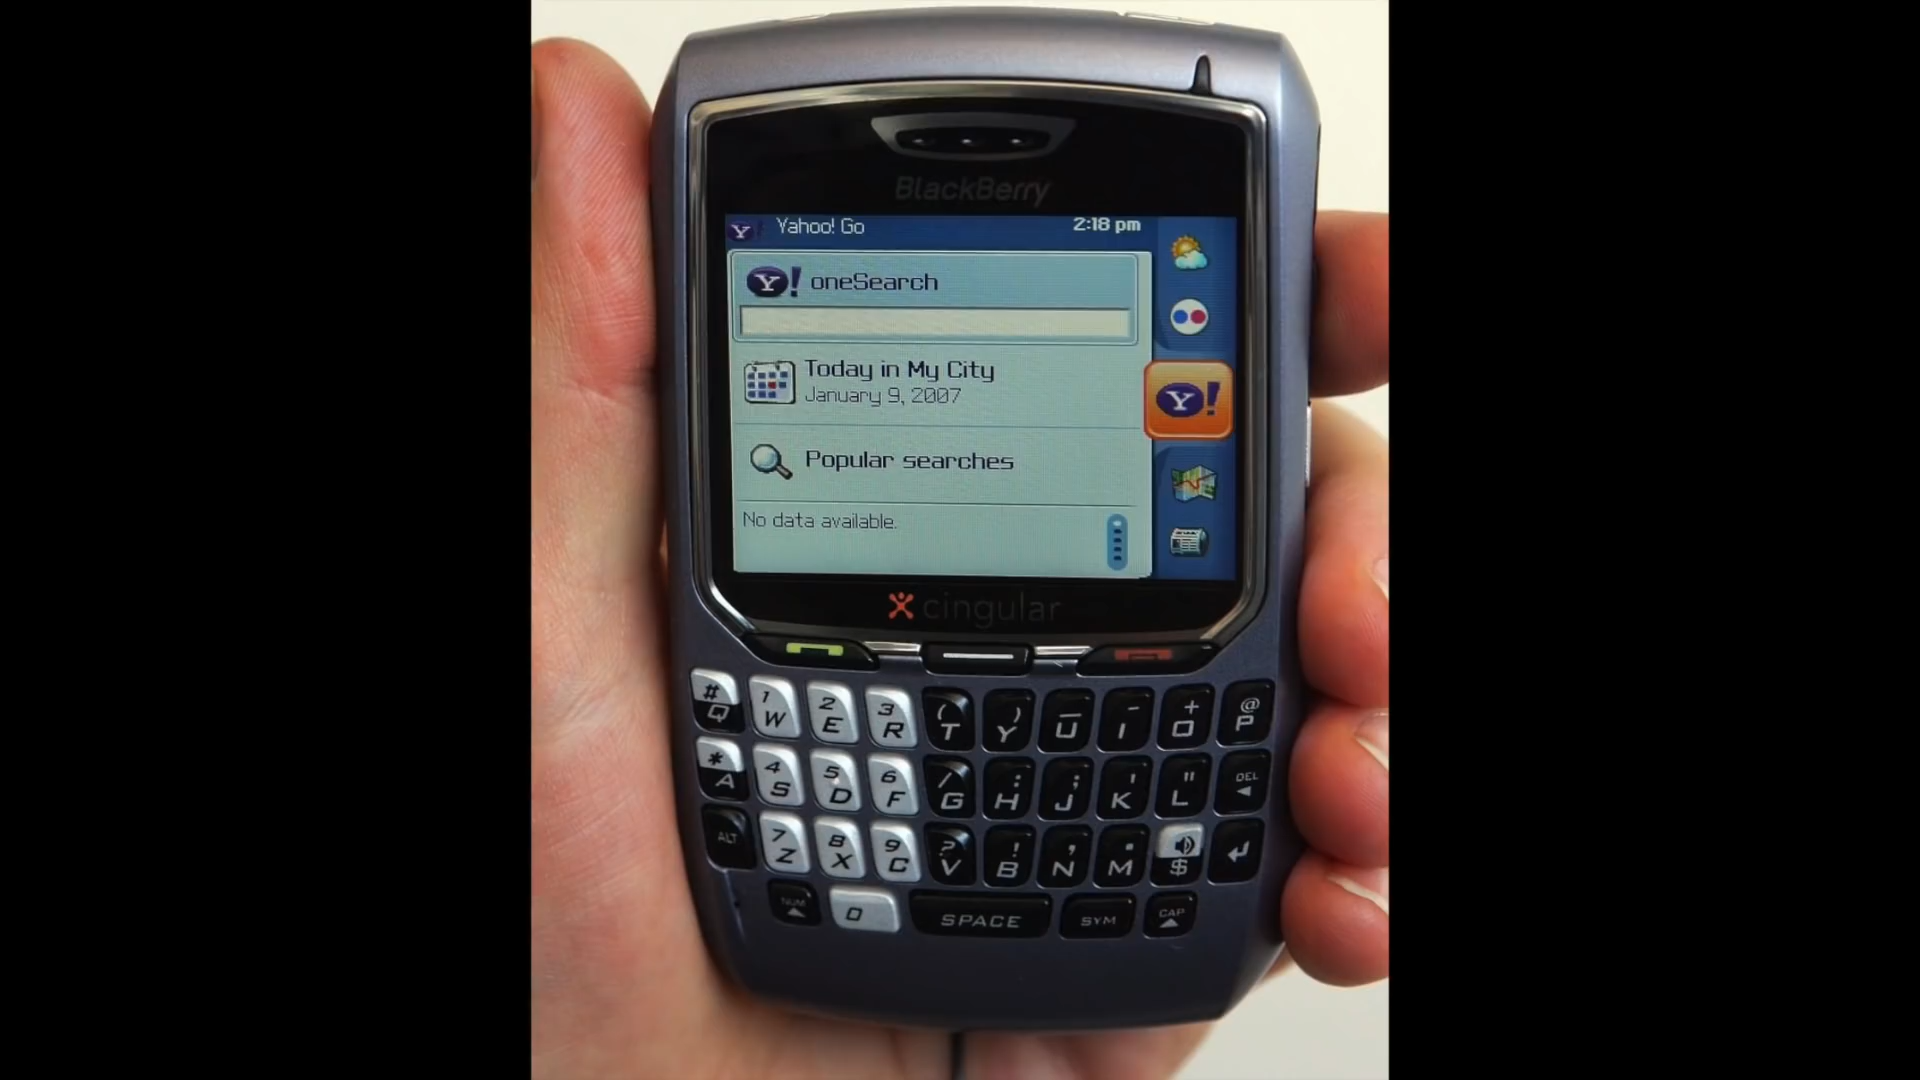 BlackBerry
Yahoo! Go 2:18 pm
Y! oneSearch
Today in My City
January 9, 2007
Y!
Popular searches
No data available.
cingular
# Q 1 W 2 E 3 R ( T ) Y _ U - I + O @ P
* A 4 S 5 D 6 F / G : H ; J ' K " L DEL
ALT 7 Z 8 X 9 C ? V ! B , N . M $
NUM 0 SPACE SYM CAP